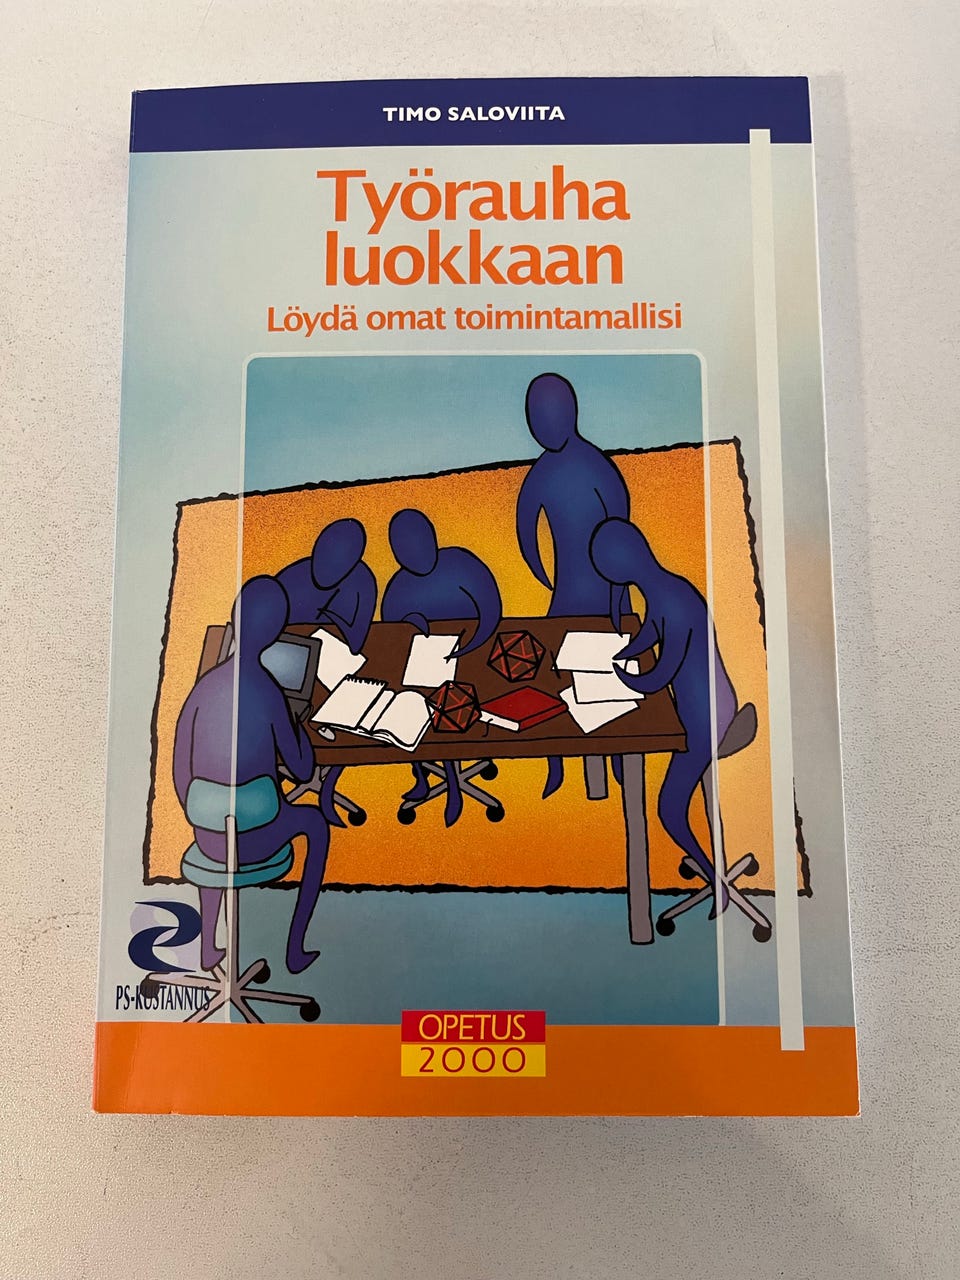 TIMO SALOVIITA
Työrauha
luokkaan
Löydä omat toimintamallisi
PS-KUSTANNUS
OPETUS
2000